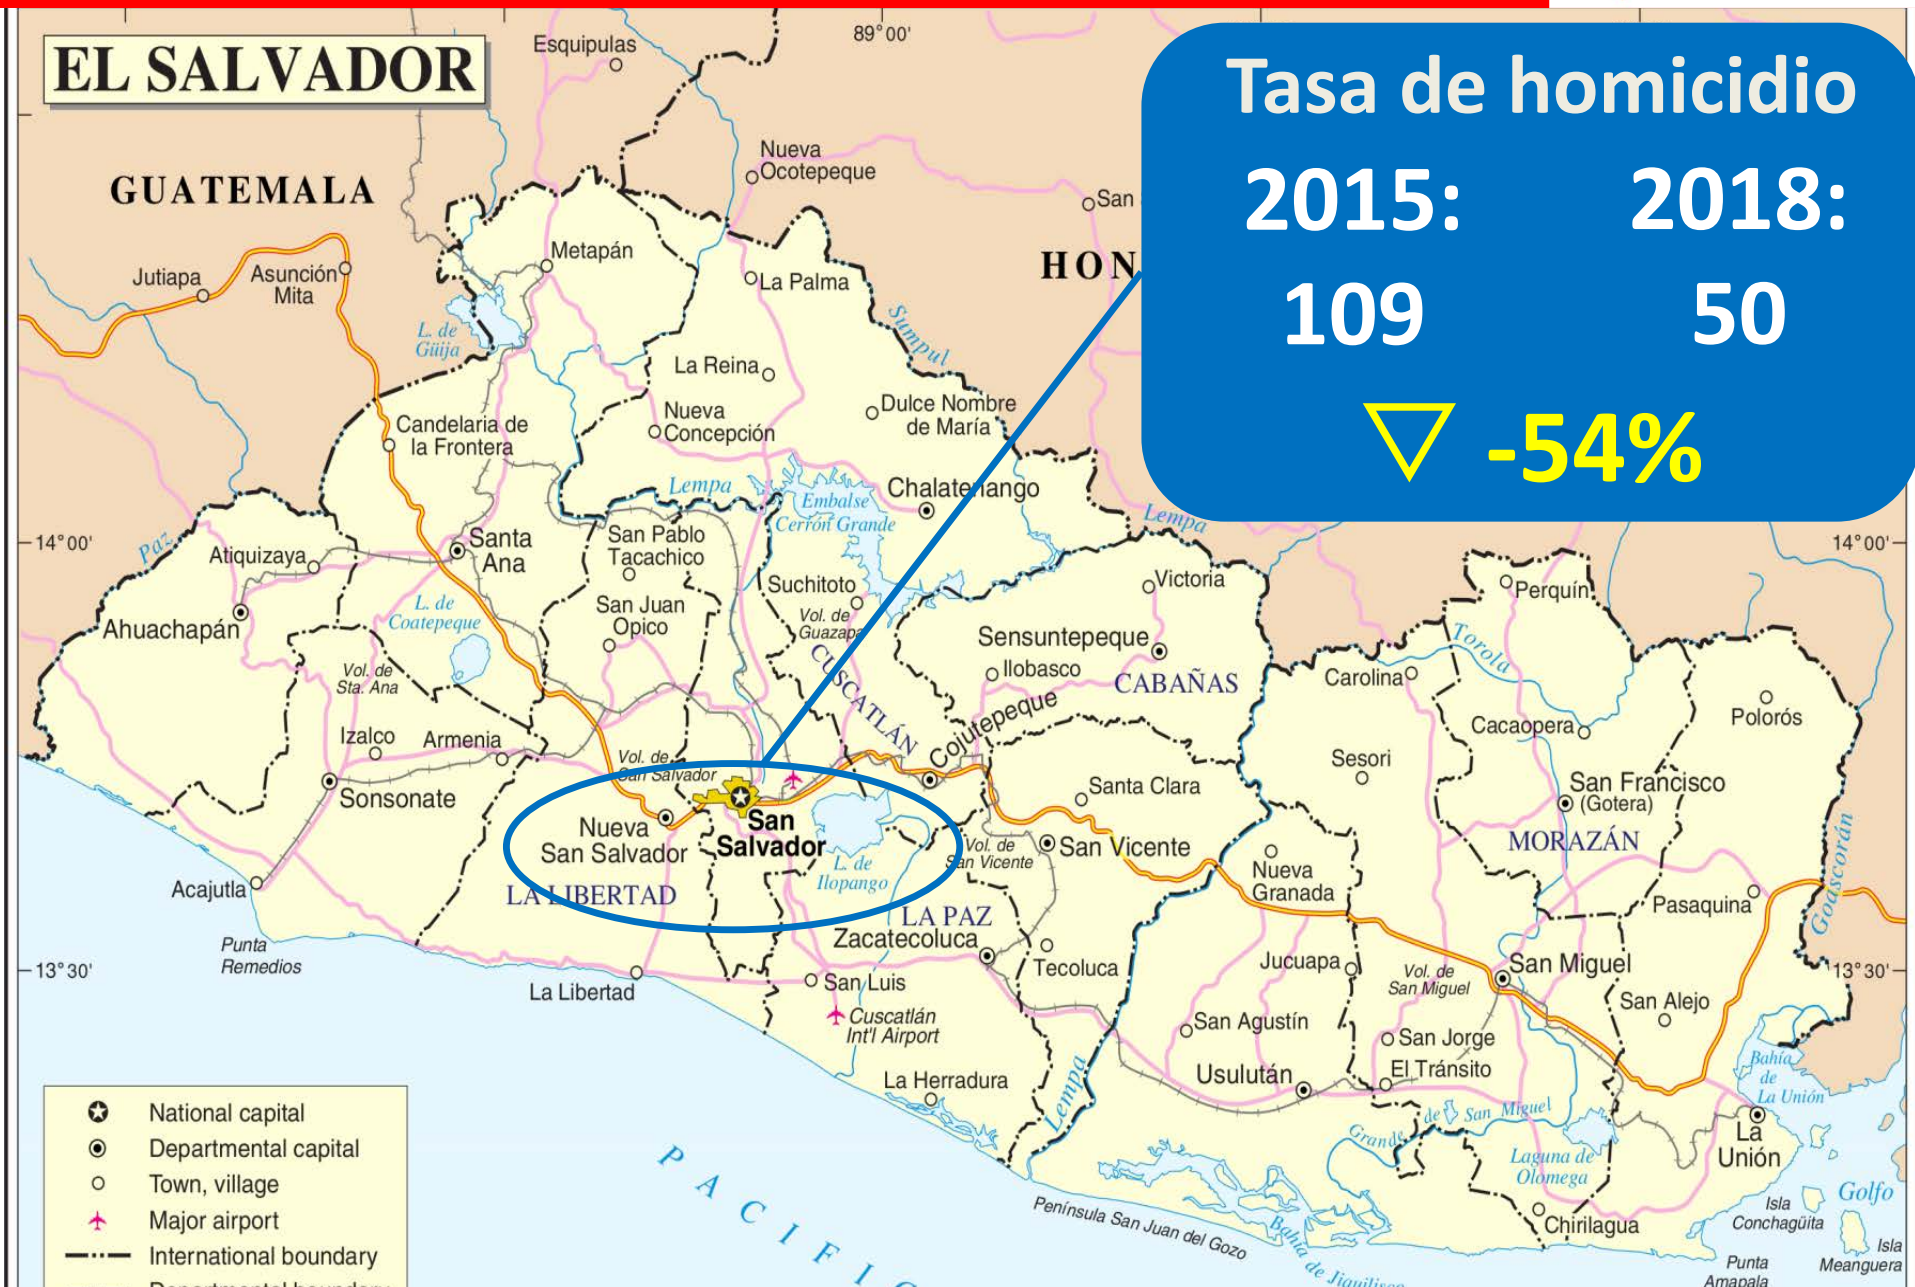 EL SALVADOR
Esquipulas
89°00'
Tasa de homicidio
2015: 2018:
109 50
-54%
GUATEMALA
Nueva
Ocotepeque
San
HON
Metapán
Jutiapa
Asunción
Mita
La Palma
L. de
Güija
Sumpul
La Reina
Nueva
Concepción
Dulce Nombre
de María
Candelaria de
la Frontera
Lempa
Embalse
Cerrón Grande
Chalatenango
Lempa
14°00'
14°00'
Paz
Atiquizaya
Santa
Ana
San Pablo
Tacachico
Suchitoto
Victoria
Perquín
L. de
Coatepeque
San Juan
Opico
Vol. de
Guazapa
Ahuachapán
Sensuntepeque
Ilobasco
CABAÑAS
Torola
Carolina
CUSCATLÁN
Cojutepeque
Vol. de
Sta. Ana
Cacaopera
Polorós
Izalco
Armenia
Vol. de
San Salvador
Sesori
Sonsonate
Santa Clara
San Francisco
(Gotera)
MORAZÁN
Nueva
San Salvador
San
Salvador
L. de
Ilopango
Vol. de
San Vicente
San Vicente
Nueva
Granada
Goascorán
Acajutla
LA LIBERTAD
LA PAZ
Pasaquina
Zacatecoluca
Punta
Remedios
13°30'
13°30'
Tecoluca
Jucuapa
Vol. de
San Miguel
San Miguel
La Libertad
San Luis
San Alejo
Cuscatlán
Int'l Airport
San Agustín
San Jorge
El Tránsito
Usulután
La Herradura
Lempa
Bahía
de
La Unión
Grande de San Miguel
La
Unión
Laguna de
Olomega
Golfo
Isla
Conchagüita
Chirilagua
Península San Juan del Gozo
Bahía
de Jiquilisco
Isla
Meanguera
Punta
Amapala
PACIFIC
National capital
Departmental capital
Town, village
Major airport
International boundary
Departmental boundary